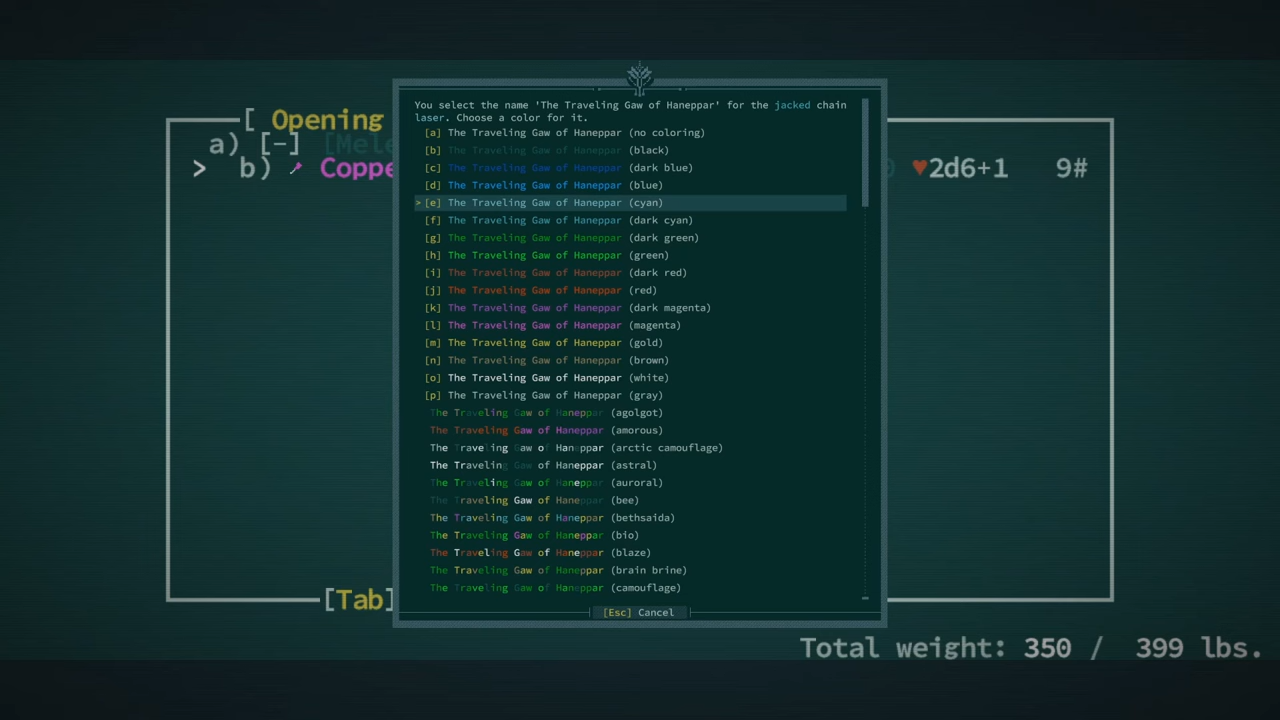 You select the name 'The Traveling Gaw of Haneppar' for the jacked chain
laser. Choose a color for it.
[a] The Traveling Gaw of Haneppar (no coloring)
[b] The Traveling Gaw of Haneppar (black)
[c] The Traveling Gaw of Haneppar (dark blue)
[d] The Traveling Gaw of Haneppar (blue)
> [e] The Traveling Gaw of Haneppar (cyan)
[f] The Traveling Gaw of Haneppar (dark cyan)
[g] The Traveling Gaw of Haneppar (dark green)
[h] The Traveling Gaw of Haneppar (green)
[i] The Traveling Gaw of Haneppar (dark red)
[j] The Traveling Gaw of Haneppar (red)
[k] The Traveling Gaw of Haneppar (dark magenta)
[l] The Traveling Gaw of Haneppar (magenta)
[m] The Traveling Gaw of Haneppar (gold)
[n] The Traveling Gaw of Haneppar (brown)
[o] The Traveling Gaw of Haneppar (white)
[p] The Traveling Gaw of Haneppar (gray)
The Traveling Gaw of Haneppar (agolgot)
The Traveling Gaw of Haneppar (amorous)
The Traveling Gaw of Haneppar (arctic camouflage)
The Traveling Gaw of Haneppar (astral)
The Traveling Gaw of Haneppar (auroral)
The Traveling Gaw of Haneppar (bee)
The Traveling Gaw of Haneppar (bethsaida)
The Traveling Gaw of Haneppar (bio)
The Traveling Gaw of Haneppar (blaze)
The Traveling Gaw of Haneppar (brain brine)
The Traveling Gaw of Haneppar (camouflage)
[Esc] Cancel
[ Opening
a) [-] [Mele
> b) Coppe ♥2d6+1 9#
[Tab]
Total weight: 350 / 399 lbs.